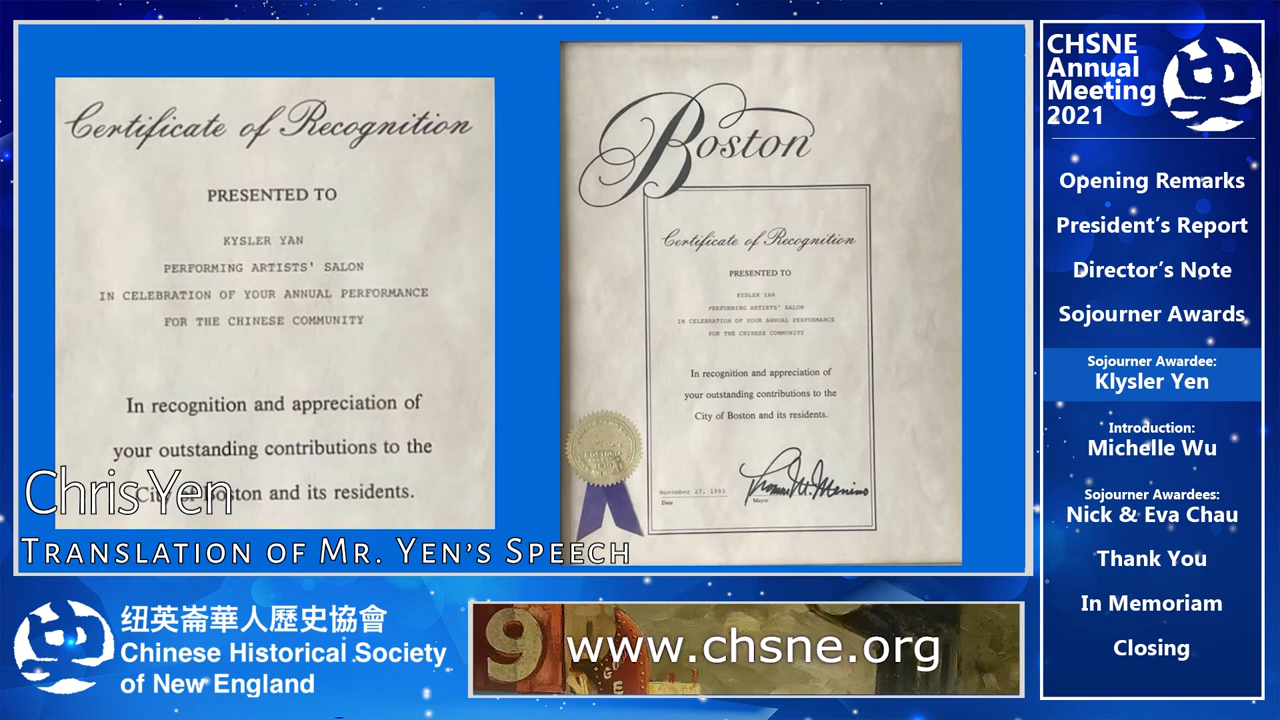 Certificate of Recognition
PRESENTED TO
KYSLER YAN
PERFORMING ARTISTS' SALON
IN CELEBRATION OF YOUR ANNUAL PERFORMANCE
FOR THE CHINESE COMMUNITY
In recognition and appreciation of
your outstanding contributions to the
City of Boston and its residents.
Chris Yen
TRANSLATION OF MR. YEN'S SPEECH
Boston
Certificate of Recognition
PRESENTED TO
KYSLER YAN
PERFORMING ARTISTS' SALON
IN CELEBRATION OF YOUR ANNUAL PERFORMANCE
FOR THE CHINESE COMMUNITY
In recognition and appreciation of
your outstanding contributions to the
City of Boston and its residents.
November 27, 1993
Date
Thomas M. Menino
Mayor
CHSNE
Annual
Meeting
2021
Opening Remarks
President's Report
Director's Note
Sojourner Awards
Sojourner Awardee:
Klysler Yen
Introduction:
Michelle Wu
Sojourner Awardees:
Nick & Eva Chau
Thank You
In Memoriam
Closing
纽英崙華人歷史協會
Chinese Historical Society
of New England
9
www.chsne.org